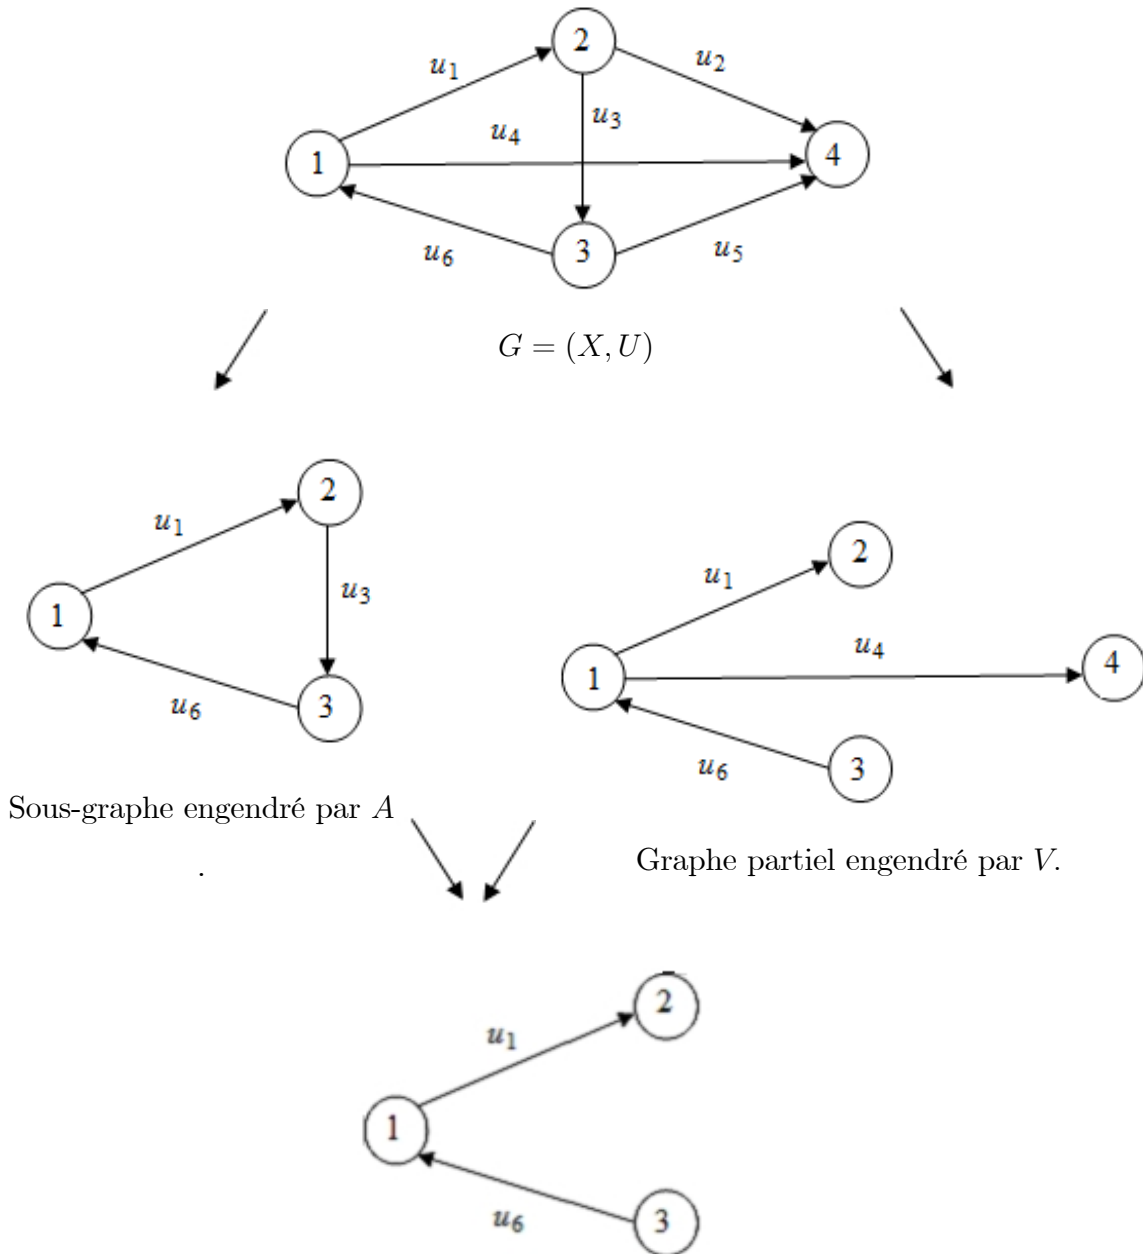 2
u1
u2
u3
u4
1
4
3
u6
u5
G = (X, U)
2
u1
u3
1
u6
3
2
u1
u4
4
1
u6
3
Sous-graphe engendré par A
.
Graphe partiel engendré par V.
2
u1
1
u6
3